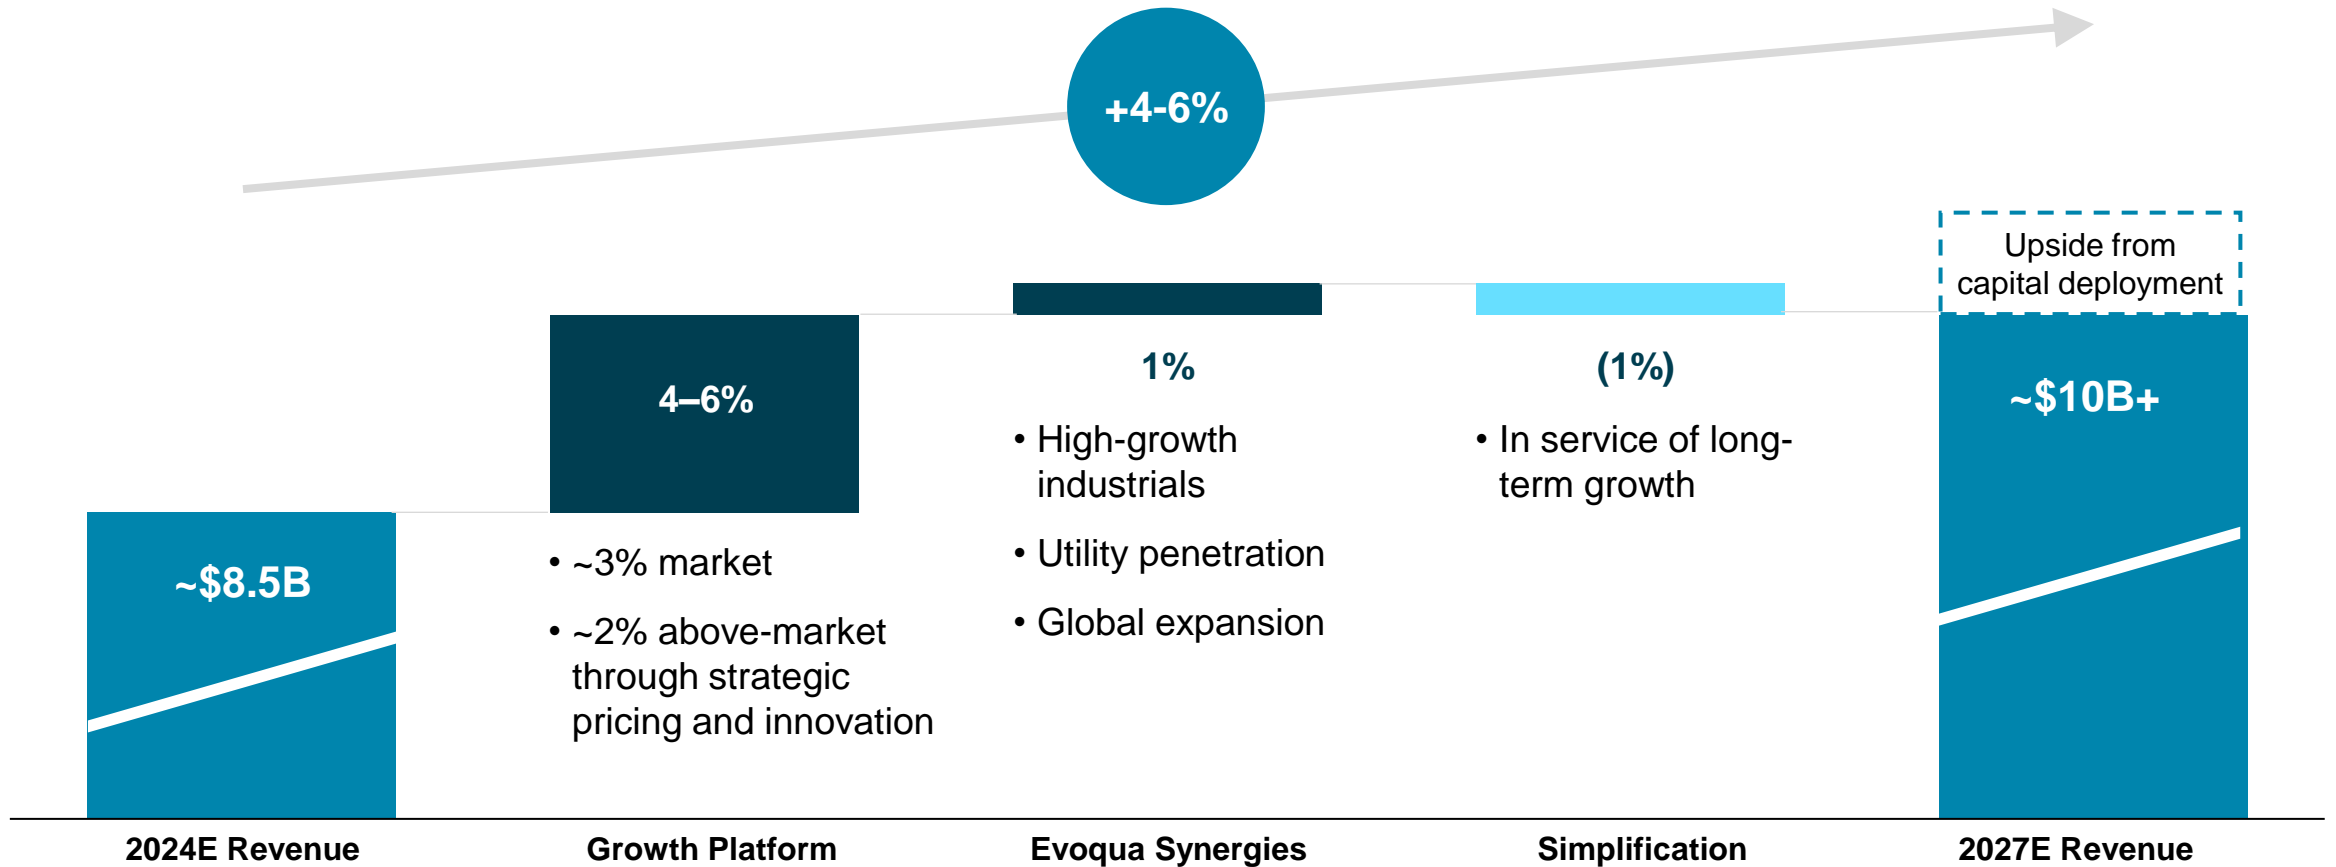 +4-6%
Upside from
capital deployment
~$8.5B
4–6%
• ~3% market
• ~2% above-market
through strategic
pricing and innovation
1%
• High-growth
industrials
• Utility penetration
• Global expansion
(1%)
• In service of long-
term growth
~$10B+
2024E Revenue
Growth Platform
Evoqua Synergies
Simplification
2027E Revenue